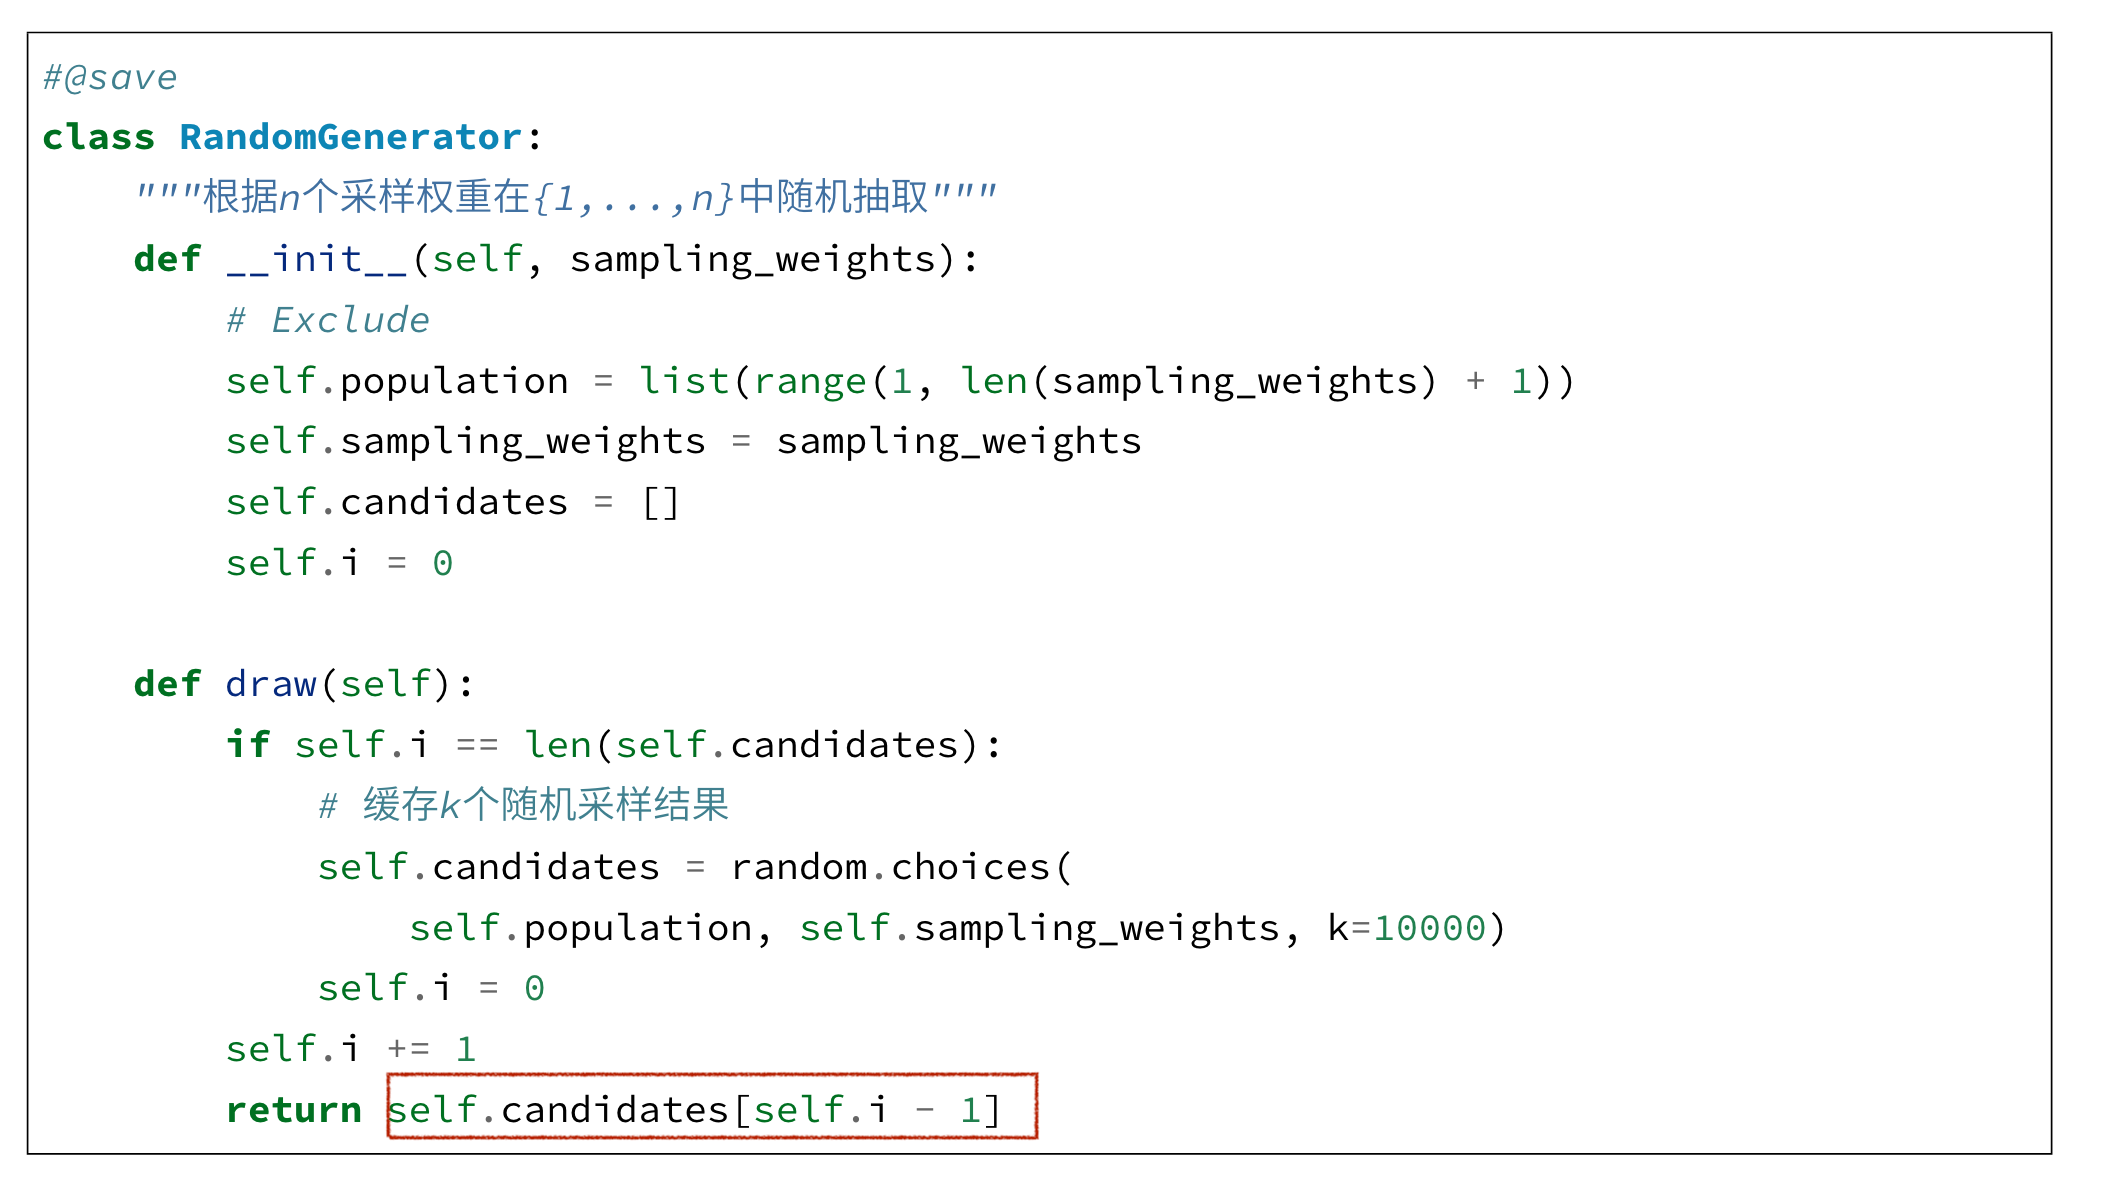 #@save
class RandomGenerator:
    """根据n个采样权重在{1,...,n}中随机抽取"""
    def __init__(self, sampling_weights):
        # Exclude
        self.population = list(range(1, len(sampling_weights) + 1))
        self.sampling_weights = sampling_weights
        self.candidates = []
        self.i = 0
    def draw(self):
        if self.i == len(self.candidates):
            # 缓存k个随机采样结果
            self.candidates = random.choices(
                self.population, self.sampling_weights, k=10000)
            self.i = 0
        self.i += 1
        return self.candidates[self.i - 1]